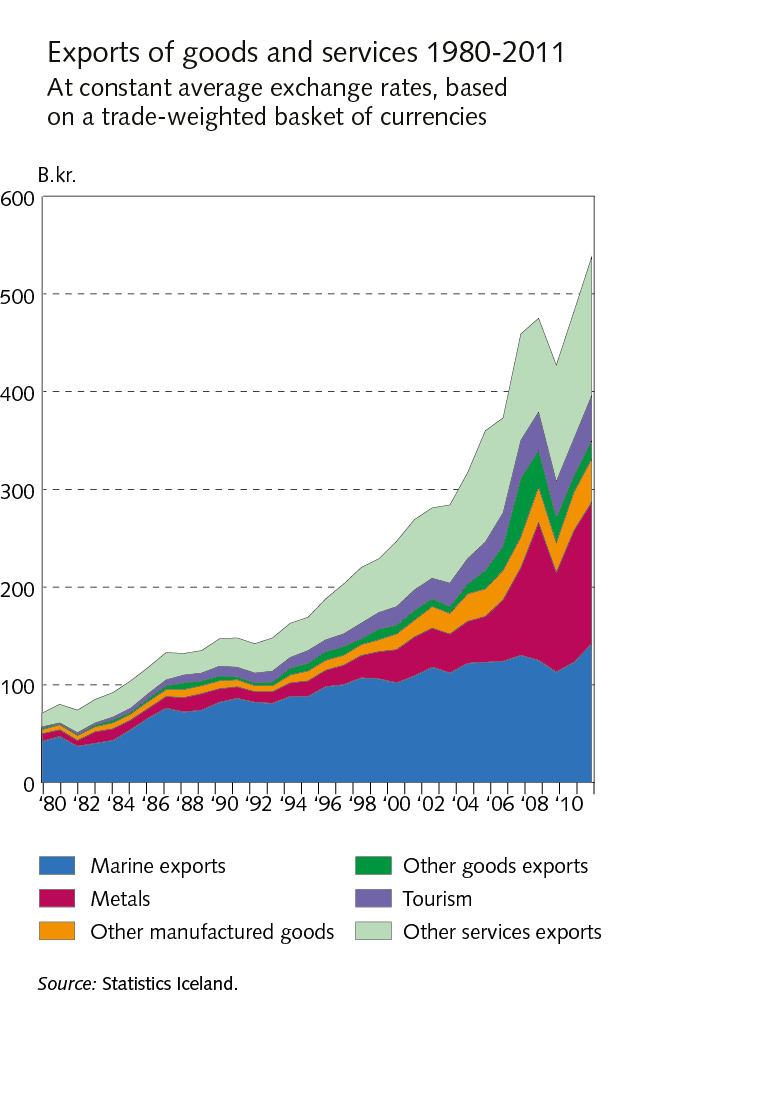 Exports of goods and services 1980-2011
At constant average exchange rates, based
on a trade-weighted basket of currencies
B.kr.
600
500
400
300
200
100
0
‘80 ‘82 ‘84 ‘86 ‘88 ‘90 ‘92 ‘94 ‘96 ‘98 ‘00 ‘02 ‘04 ‘06 ‘08 ‘10
Marine exports
Metals
Other manufactured goods
Other goods exports
Tourism
Other services exports
Source: Statistics Iceland.